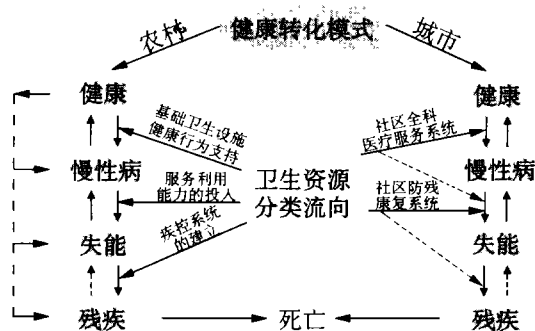 农村 健康转化模式 城市
健康
健康
基础卫生设施
健康行为支持
社区全科
医疗服务系统
慢性病
慢性病
服务利用
能力的投入
卫生资源
分类流向
社区防残
康复系统
疾控系统
的建立
失能
失能
残疾
死亡
残疾